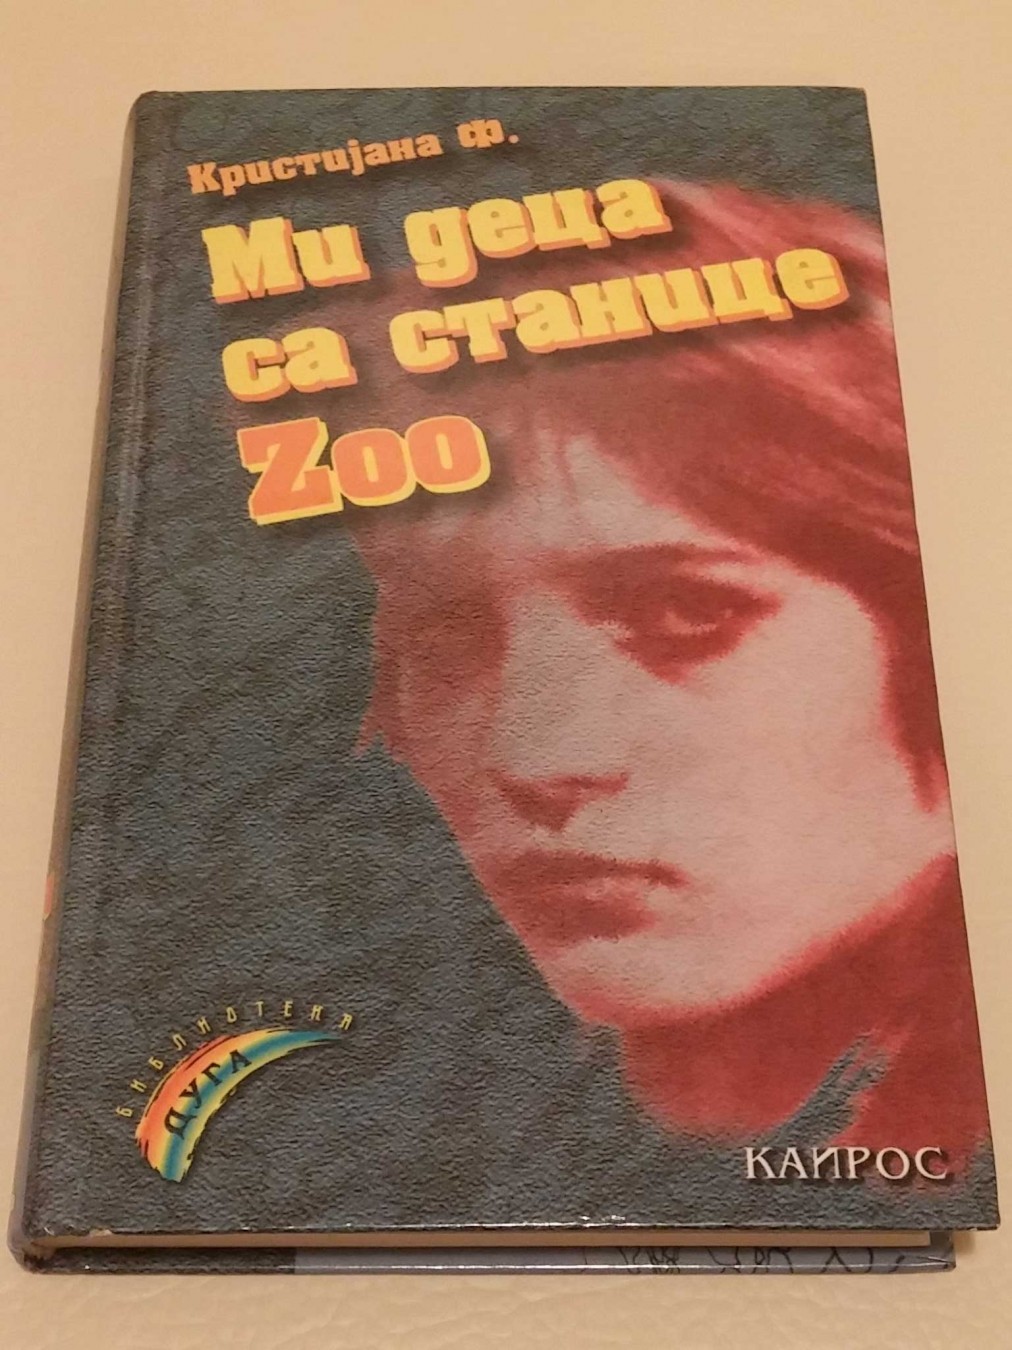 Кристијана Ф.
Ми деца
са станице
Zoo
БИБЛИОТЕКА
ДУГА
КАИРОС